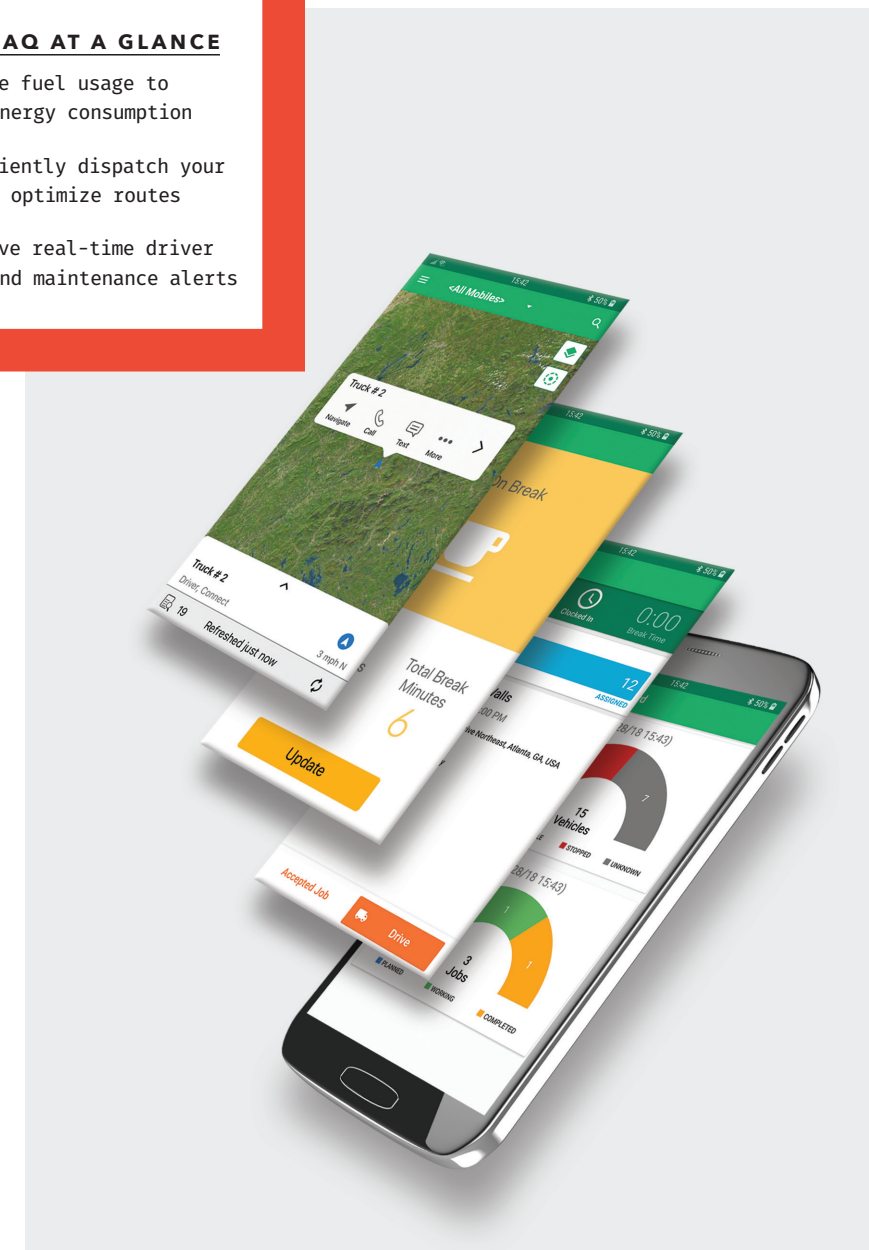 AQ AT A GLANCE
e fuel usage to
nergy consumption
iently dispatch your
optimize routes
ve real-time driver
nd maintenance alerts
15:42
50%
<All Mobiles>
Truck # 2
Navigate
Call
Text
More
Truck # 2
Driver, Connect
3 mph N
19
Refreshed just now
15:42
50%
On Break
s
Total Break
Minutes
6
Update
15:42
50%
Clocked In
0:00
Break Time
12
ASSIGNED
alls
:00 PM
ve Northeast, Atlanta, GA, USA
y
Accepted Job
Drive
15:42
50%
d
28/18 15:43)
7
15
Vehicles
LE
STOPPED
UNKNOWN
28/18 15:43)
1
1
3
Jobs
PLANNED
WORKING
COMPLETED